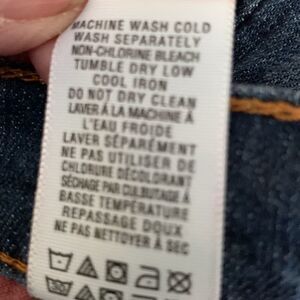 MACHINE WASH COLD
WASH SEPARATELY
NON-CHLORINE BLEACH
TUMBLE DRY LOW
COOL IRON
DO NOT DRY CLEAN
LAVER À LA MACHINE À
L'EAU FROIDE
LAVER SÉPARÉMENT
NE PAS UTILISER DE
CHLORURE DÉCOLORANT
SÉCHAGE PAR CULBUTAGE À
BASSE TEMPÉRATURE
REPASSAGE DOUX
NE PAS NETTOYER À SEC